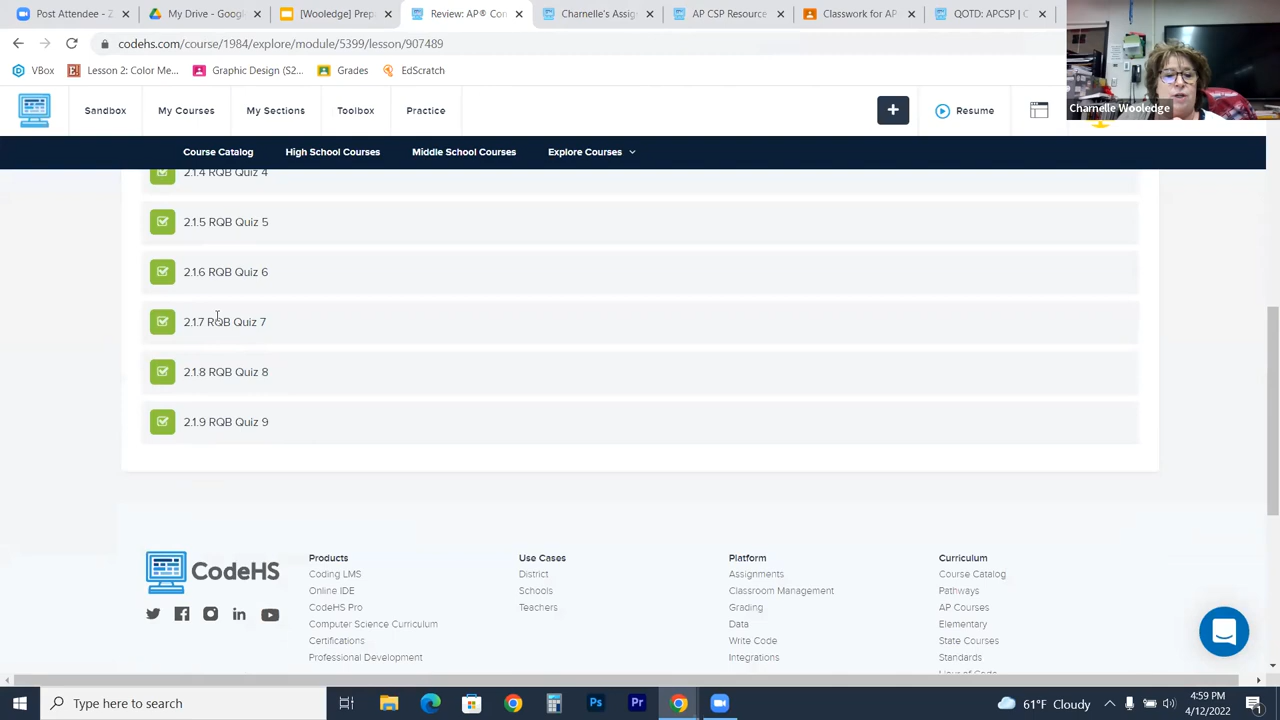 Post Attendee - Z
My Drive - Googl
[Wooledge] Prep
Review: AP® Con
Charnelle's Assig
AP CSP Resource
Classwork for AP
QOTD: APCSP | C
codehs.com/course/1984/explore/module/5399/lesson/907489
VBox
Lesson 2: Color Me...
Graphic Design (S2...
Grades
EdScratch
Charnelle Wooledge
Sandbox
My Courses
My Sections
Toolbox
Practice
Resume
Course Catalog
High School Courses
Middle School Courses
Explore Courses
2.1.4 RQB Quiz 4
2.1.5 RQB Quiz 5
2.1.6 RQB Quiz 6
2.1.7 RQB Quiz 7
2.1.8 RQB Quiz 8
2.1.9 RQB Quiz 9
CodeHS
Products
Coding LMS
Online IDE
CodeHS Pro
Computer Science Curriculum
Certifications
Professional Development
Use Cases
District
Schools
Teachers
Platform
Assignments
Classroom Management
Grading
Data
Write Code
Integrations
Curriculum
Course Catalog
Pathways
AP Courses
Elementary
State Courses
Standards
Type here to search
Ps
Pr
61°F Cloudy
4:59 PM
4/12/2022
1